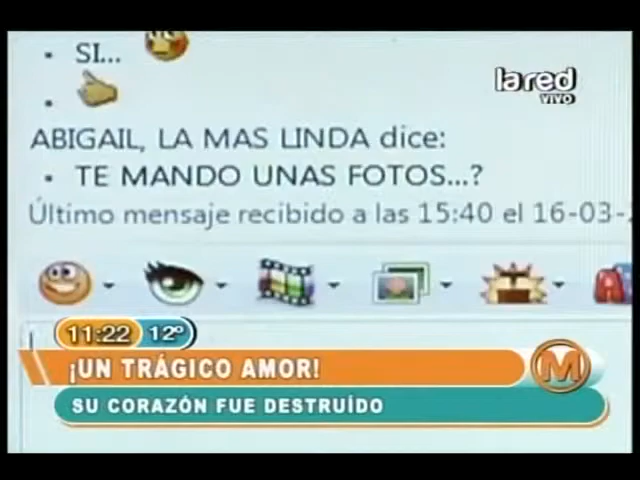 SI...
la red
VIVO
ABIGAIL, LA MAS LINDA dice:
TE MANDO UNAS FOTOS...?
Último mensaje recibido a las 15:40 el 16-03-
11:22 12º
¡UN TRÁGICO AMOR!
M
SU CORAZÓN FUE DESTRUÍDO